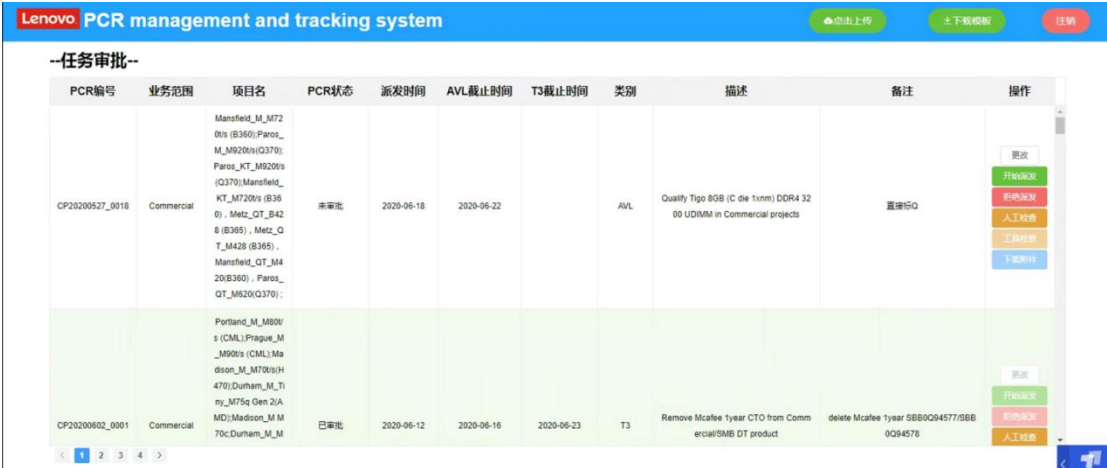 Lenovo PCR management and tracking system
点击上传
下载模板
注销
--任务审批--
PCR编号 业务范围 项目名 PCR状态 派发时间 AVL截止时间 T3截止时间 类别 描述 备注 操作
Mansfield_M_M72
0t/s (B360);Paros_
M_M920t/s(Q370);
Paros_KT_M920t/s
(Q370);Mansfield_
KT_M720t/s (B36
0) , Metz_QT_B42
8 (B365) , Metz_Q
T_M428 (B365) ,
Mansfield_QT_M4
20(B360) , Paros_
QT_M620(Q370) ;
CP20200527_0018 Commercial 未审批 2020-06-18 2020-06-22 AVL
Qualify Tigo 8GB (C die 1xnm) DDR4 32
00 UDIMM in Commercial projects
直接标Q
更改
开始派发
拒绝派发
人工检查
工具检查
下载附件
Portland_M_M80t/
s (CML);Prague_M
_M90t/s (CML);Ma
dison_M_M70t/s(H
470);Durham_M_Ti
ny_M75q Gen 2(A
MD);Madison_M M
70c;Durham_M_M
CP20200602_0001 Commercial 已审批 2020-06-12 2020-06-16 2020-06-23 T3
Remove Mcafee 1year CTO from Comm
ercial/SMB DT product
delete Mcafee 1year SBB0Q94577/SBB
0Q94578
更改
开始派发
拒绝派发
人工检查
< 1 2 3 4 >